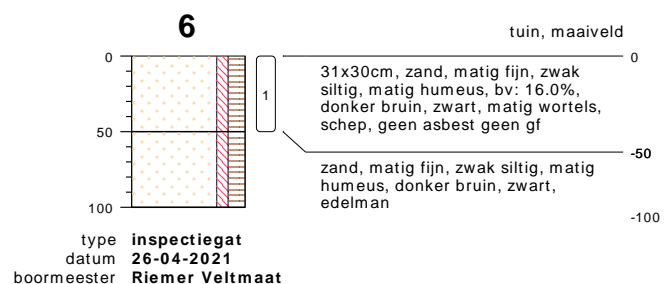 6
tuin, maaiveld
0
0
31x30cm, zand, matig fijn, zwak
siltig, matig humeus, bv: 16.0%,
donker bruin, zwart, matig wortels,
schep, geen asbest geen gf
1
50
-50
zand, matig fijn, zwak siltig, matig
humeus, donker bruin, zwart,
edelman
100
-100
type inspectiegat
datum 26-04-2021
boormeester Riemer Veltmaat